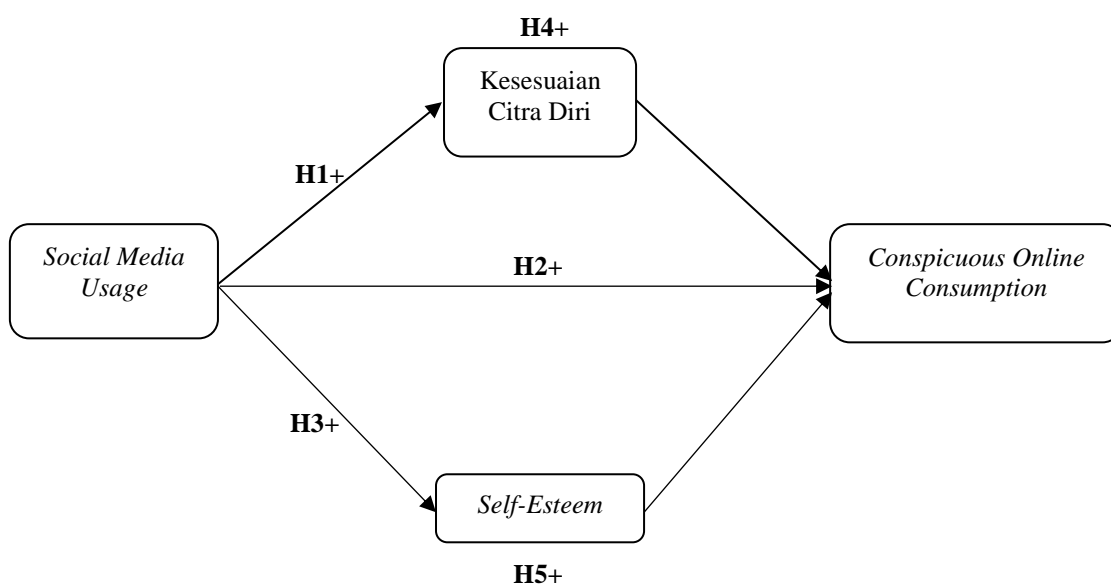 H4+
Kesesuaian
Citra Diri
H1+
Social Media
Usage
H2+
Conspicuous Online
Consumption
H3+
Self-Esteem
H5+